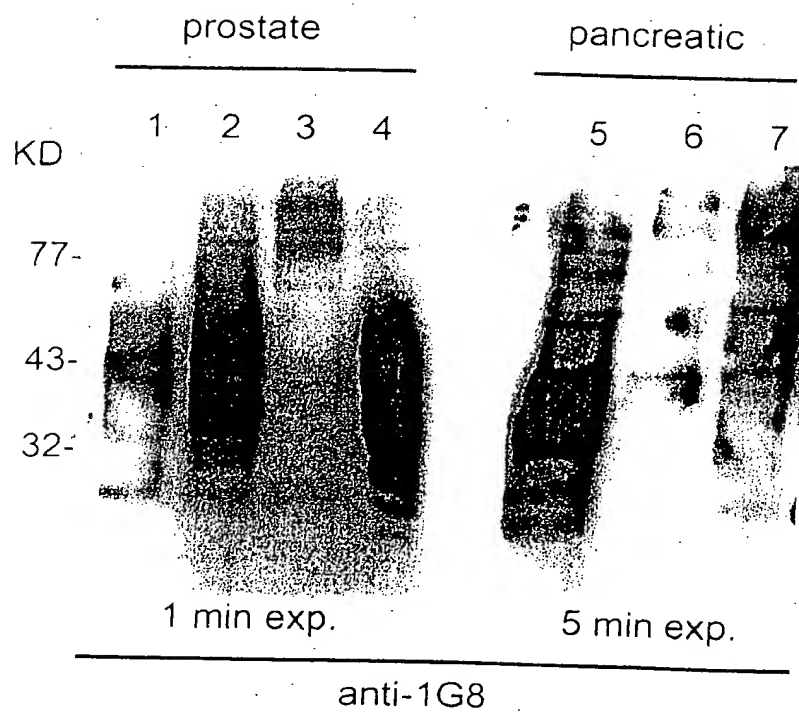 prostate pancreatic
1 2 3 4 5 6 7
KD
77-
43-
32-
1 min exp. 5 min exp.
anti-1G8